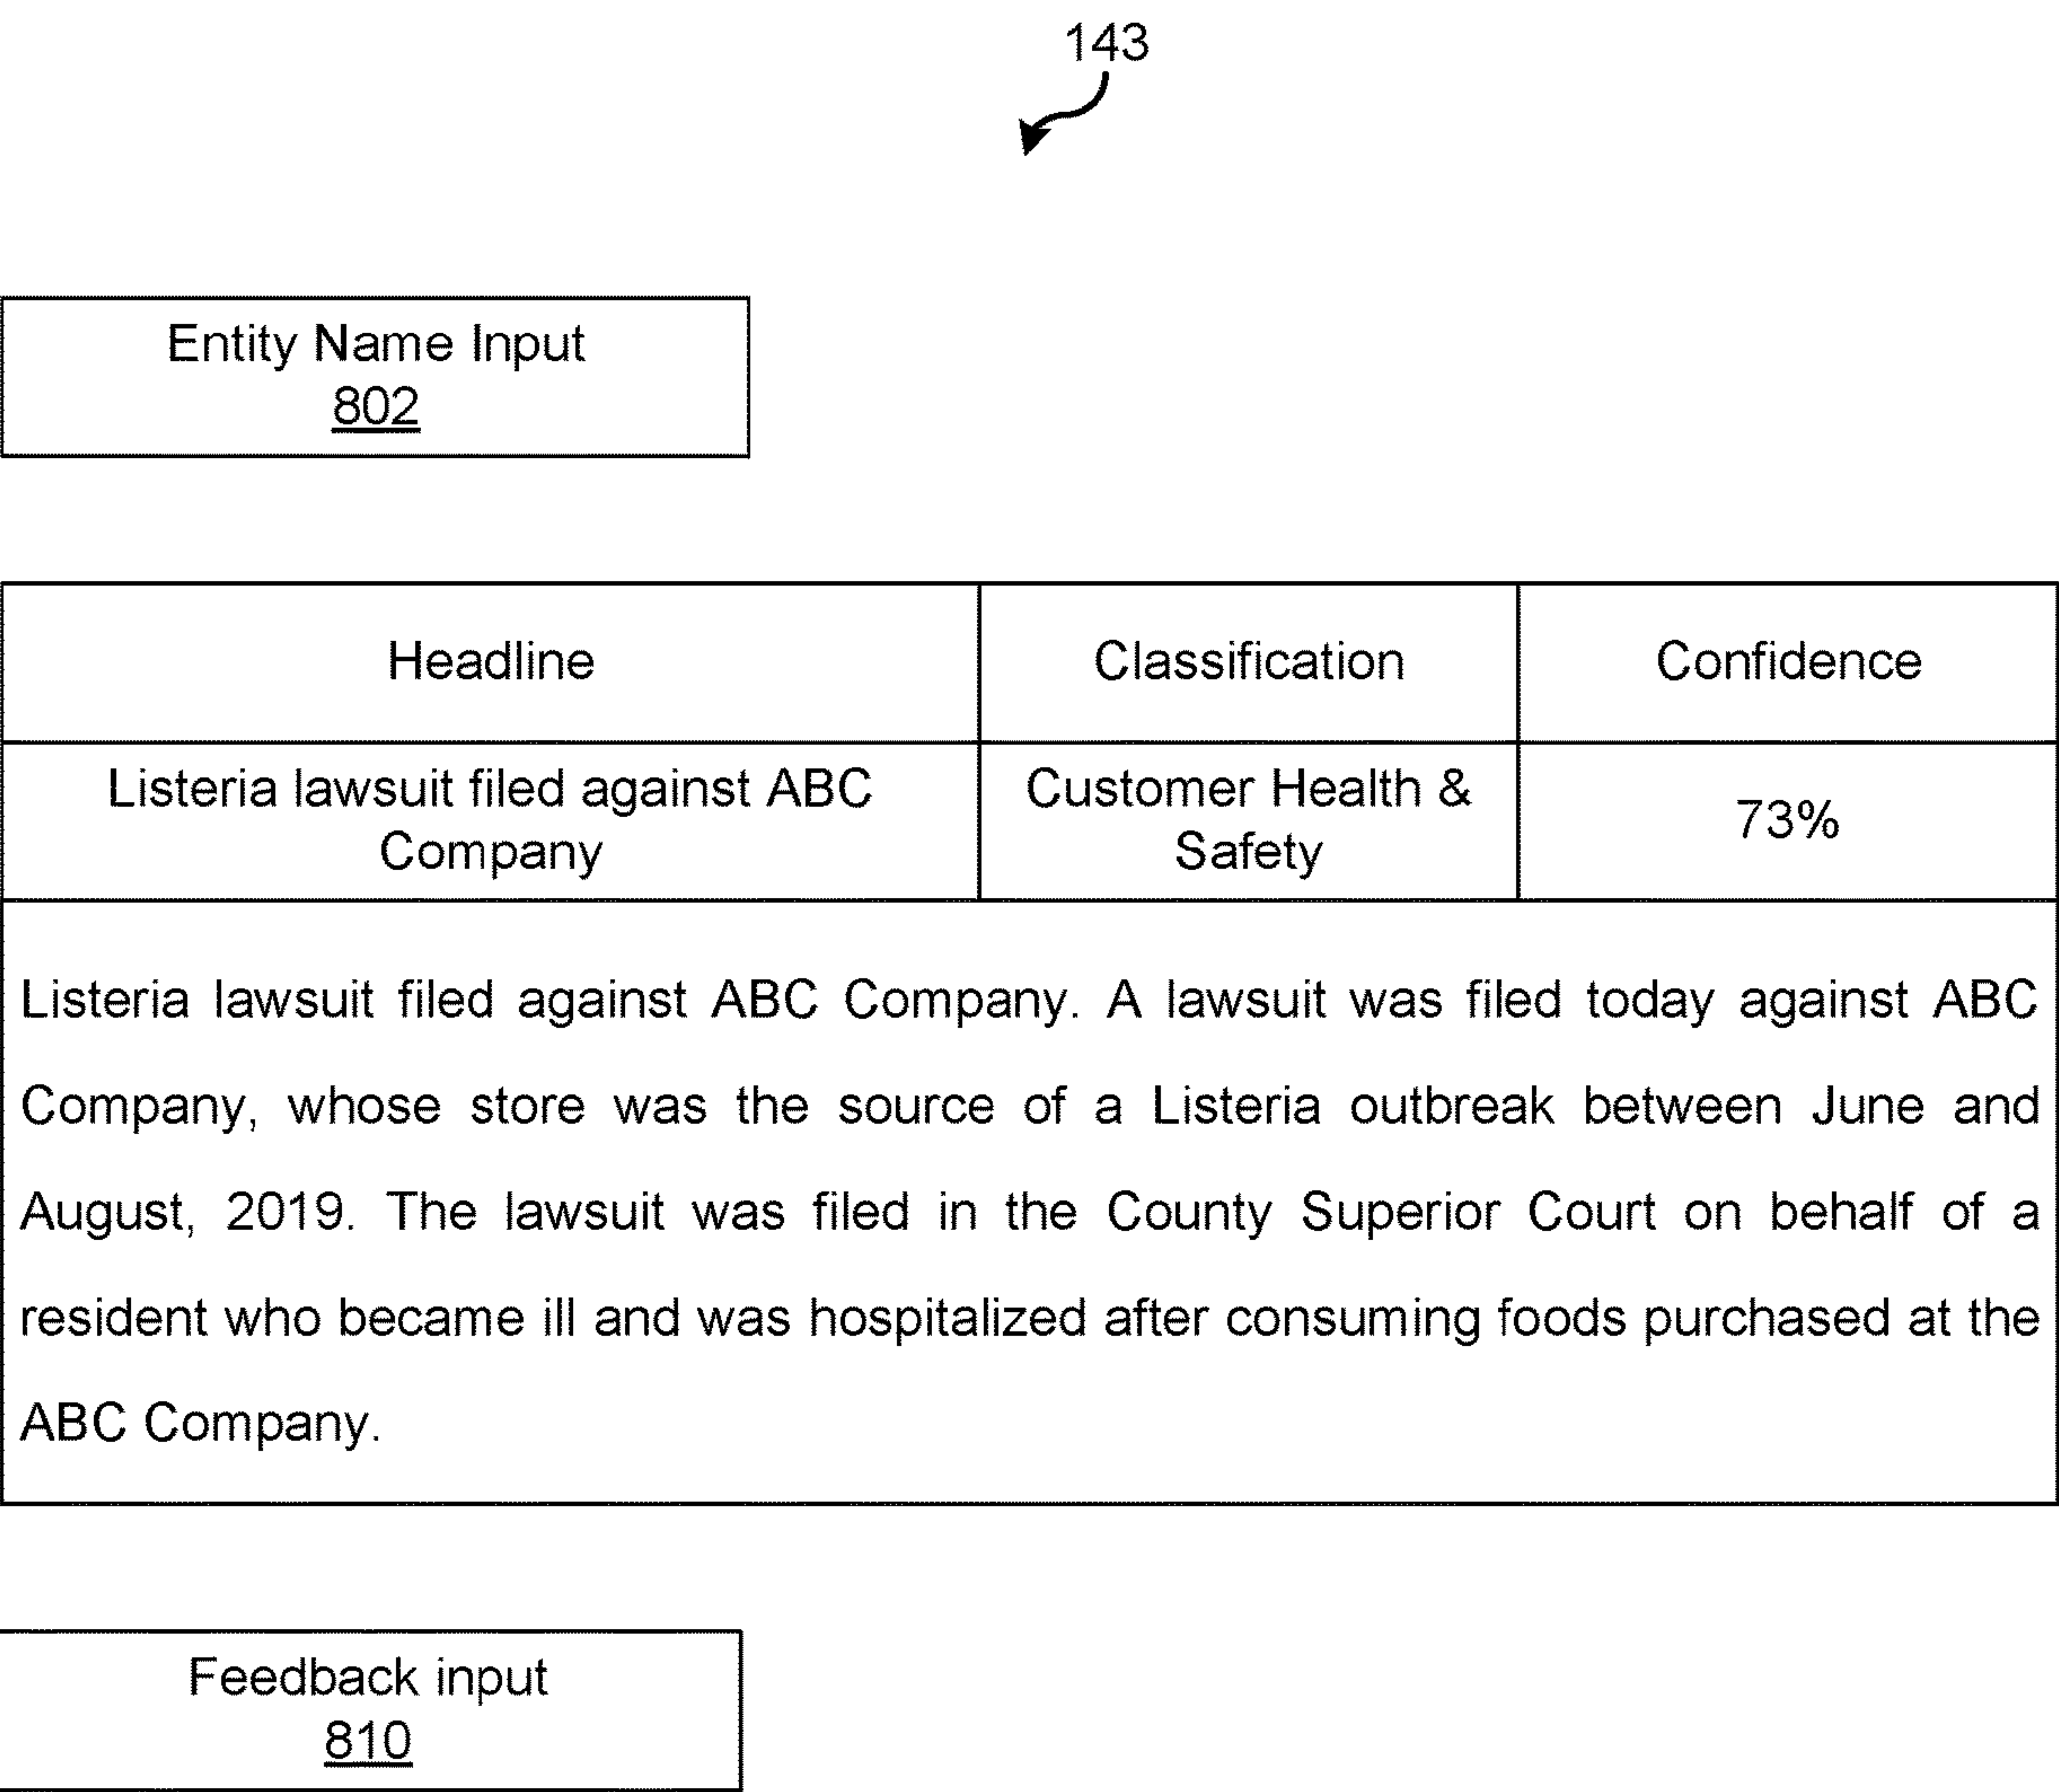 143
Entity Name Input
802
Headline
Classification
Confidence
Listeria lawsuit filed against ABC
Company
Customer Health &
Safety
73%
Listeria lawsuit filed against ABC Company. A lawsuit was filed today against ABC
Company, whose store was the source of a Listeria outbreak between June and
August, 2019. The lawsuit was filed in the County Superior Court on behalf of a
resident who became ill and was hospitalized after consuming foods purchased at the
ABC Company.
Feedback input
810